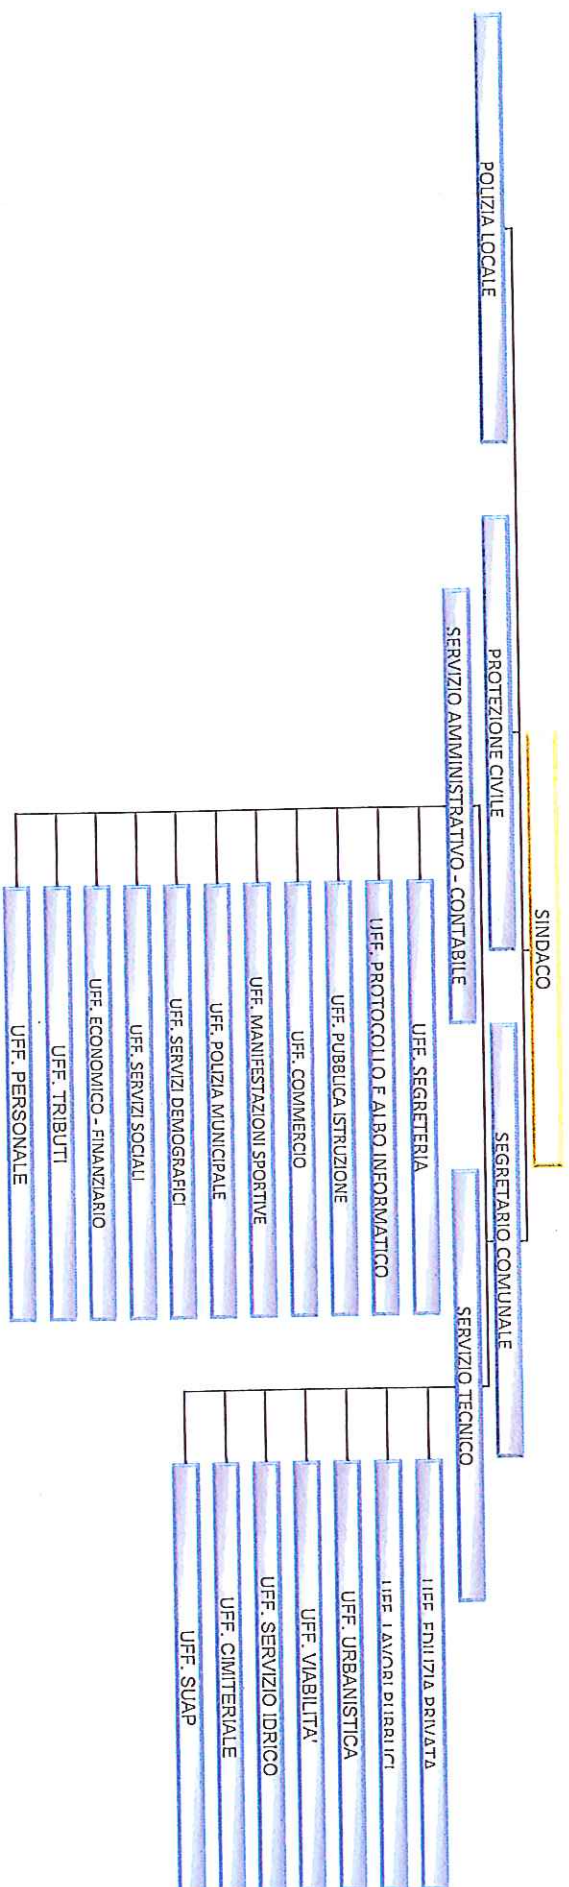 SINDACO
POLIZIA LOCALE
PROTEZIONE CIVILE
SEGRETARIO COMUNALE
SERVIZIO AMMINISTRATIVO - CONTABILE
UFF. SEGRETERIA
UFF. PROTOCOLLO E ALBO INFORMATICO
UFF. PUBBLICA ISTRUZIONE
UFF. COMMERCIO
UFF. MANIFESTAZIONI SPORTIVE
UFF. POLIZIA MUNICIPALE
UFF. SERVIZI DEMOGRAFICI
UFF. SERVIZI SOCIALI
UFF. ECONOMICO - FINANZIARIO
UFF. TRIBUTI
UFF. PERSONALE
SERVIZIO TECNICO
UFF. EDILIZIA PRIVATA
UFF. LAVORI PUBBLICI
UFF. URBANISTICA
UFF. VIABILITA'
UFF. SERVIZIO IDRICO
UFF. CIMITERIALE
UFF. SUAP